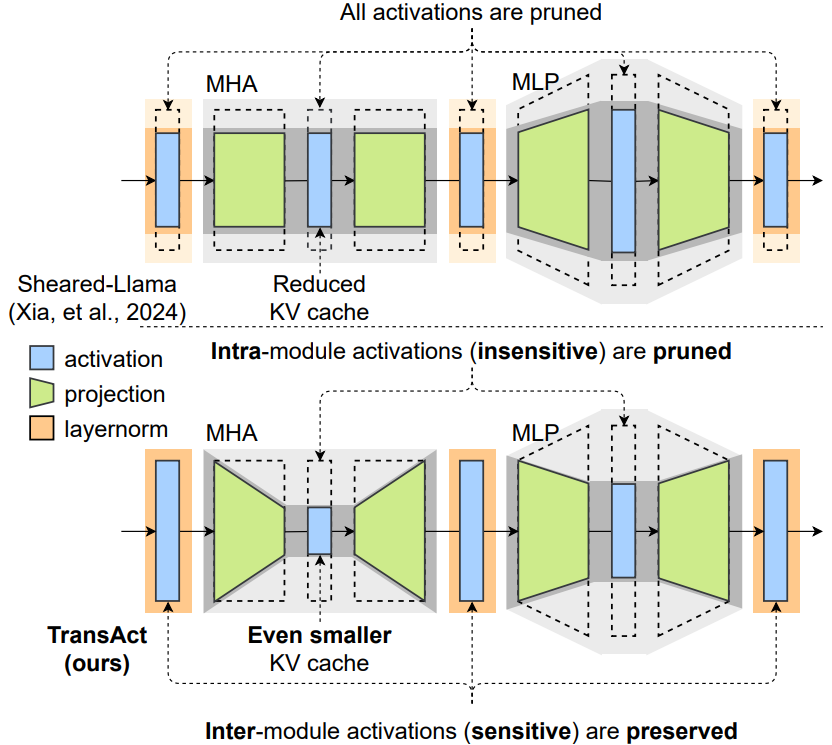 All activations are pruned
MHA
MLP
Sheared-Llama
(Xia, et al., 2024)
Reduced
KV cache
Intra-module activations (insensitive) are pruned
activation
projection
layernorm
MHA
MLP
TransAct
(ours)
Even smaller
KV cache
Inter-module activations (sensitive) are preserved